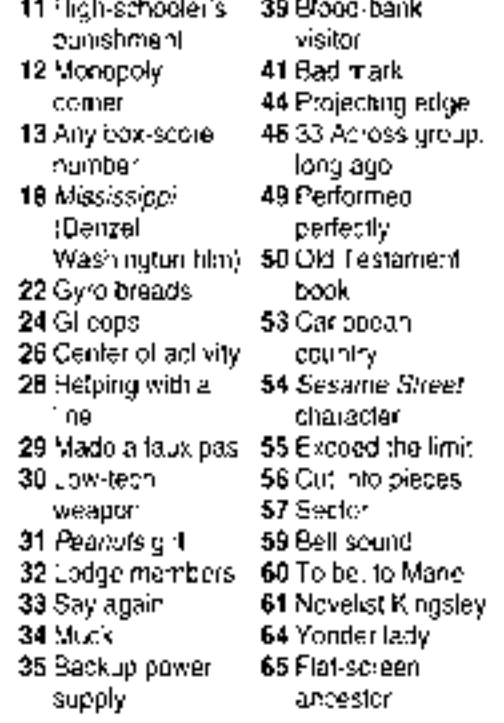 11 High-schooler's
punishment
12 Monopoly
corner
13 Any box-score
number
18 Mississippi
(Denzel
Washington film)
22 Gyro breads
24 GI cops
26 Center of activity
28 Helping with a
line
29 Made a faux pas
30 Low-tech
weapon
31 Peanuts girl
32 Lodge members
33 Say again
34 Muck
35 Backup power
supply
39 Blood-bank
visitor
41 Bad mark
44 Projecting edge
46 33 Across group,
long ago
49 Performed
perfectly
50 Old Testament
book
53 Caribbean
country
54 Sesame Street
character
55 Exceed the limit
56 Cut into pieces
57 Sector
59 Bell sound
60 To be, to Marie
61 Novelist Kingsley
64 Yonder lady
65 Flat-screen
ancestor